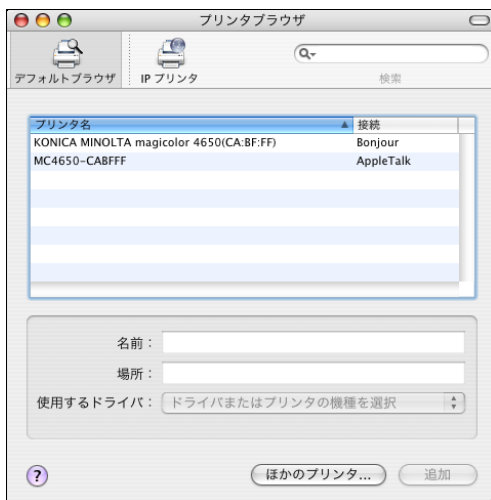 プリンタブラウザ
デフォルトブラウザ IP プリンタ 検索
プリンタ名 接続
KONICA MINOLTA magicolor 4650(CA:BF:FF) Bonjour
MC4650-CABFFF AppleTalk
名前：
場所：
使用するドライバ： ドライバまたはプリンタの機種を選択
? ほかのプリンタ... 追加